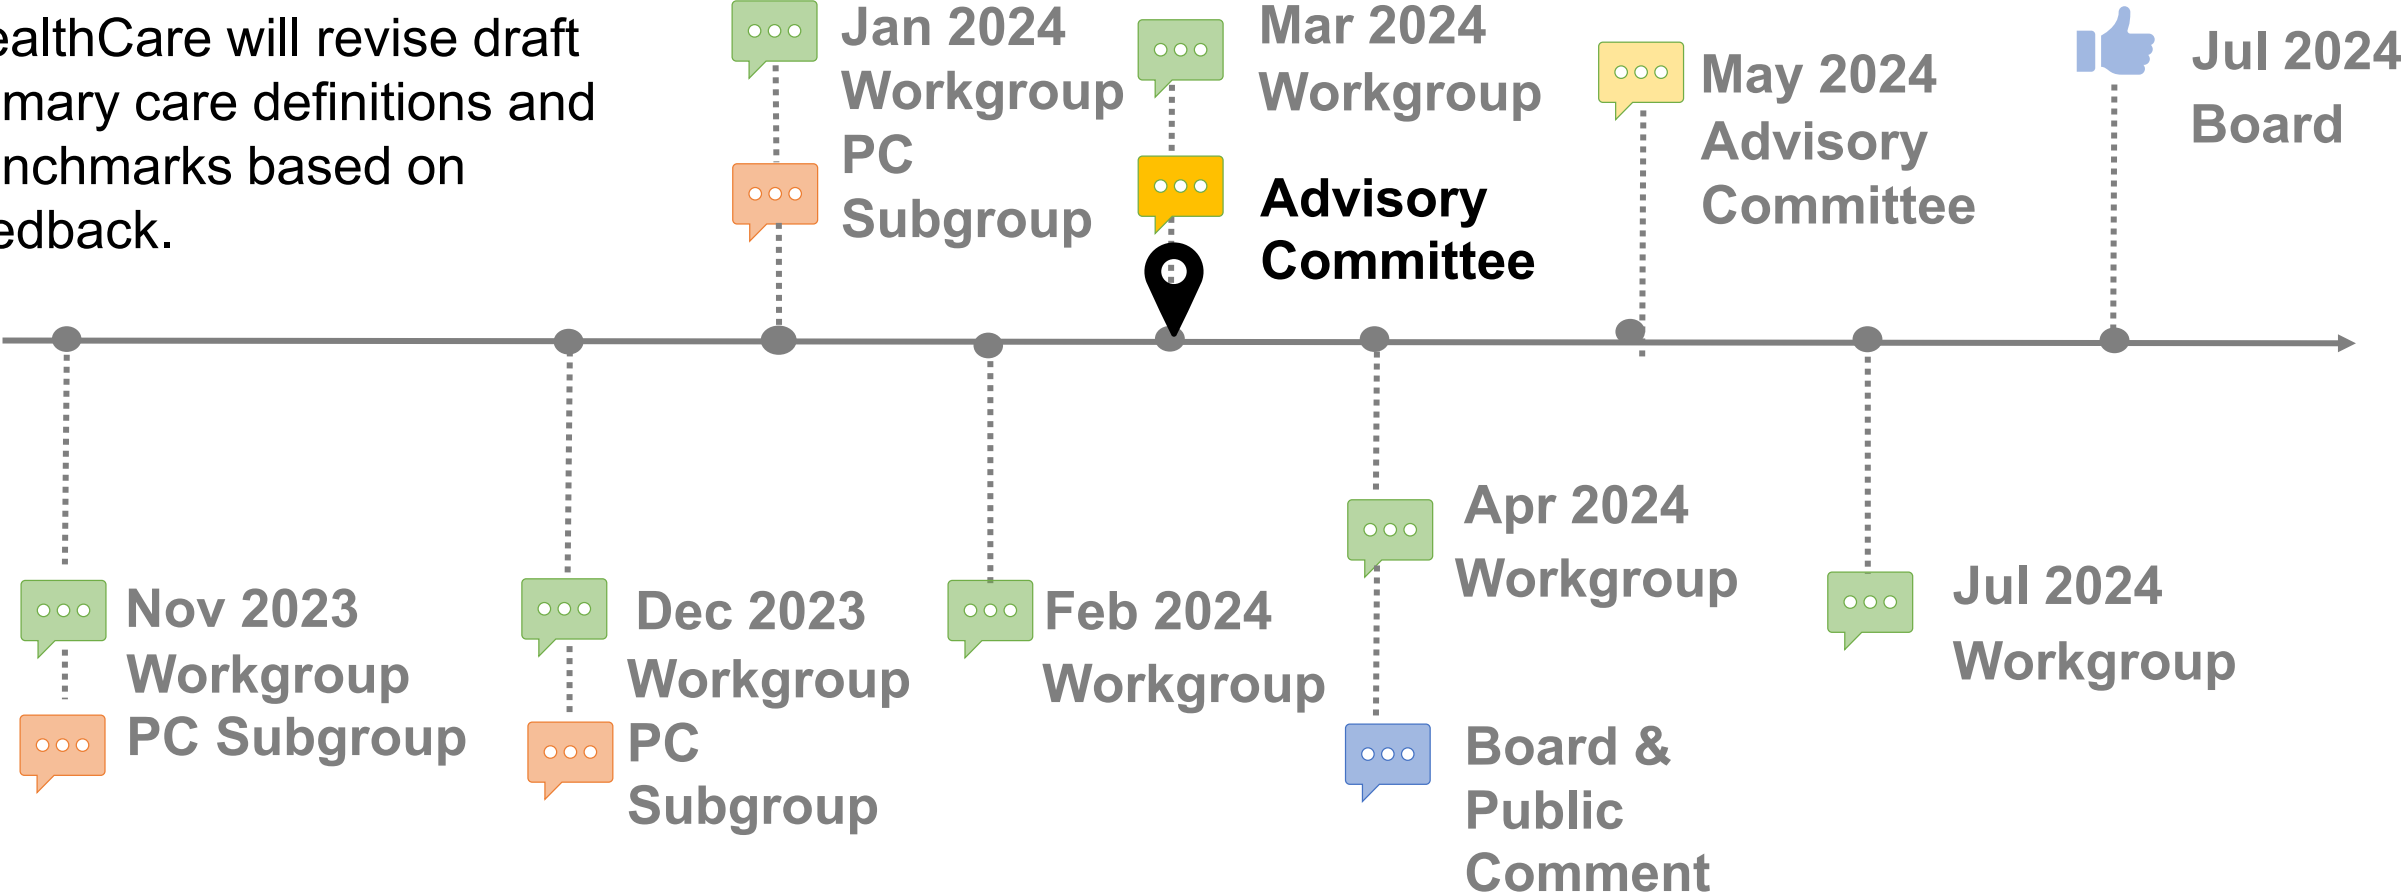 ealthCare will revise draft
mary care definitions and
nchmarks based on
edback.
Jan 2024
Workgroup
PC
Subgroup
Mar 2024
Workgroup
Advisory
Committee
May 2024
Advisory
Committee
Jul 2024
Board
Nov 2023
Workgroup
PC Subgroup
Dec 2023
Workgroup
PC
Subgroup
Feb 2024
Workgroup
Apr 2024
Workgroup
Board &
Public
Comment
Jul 2024
Workgroup